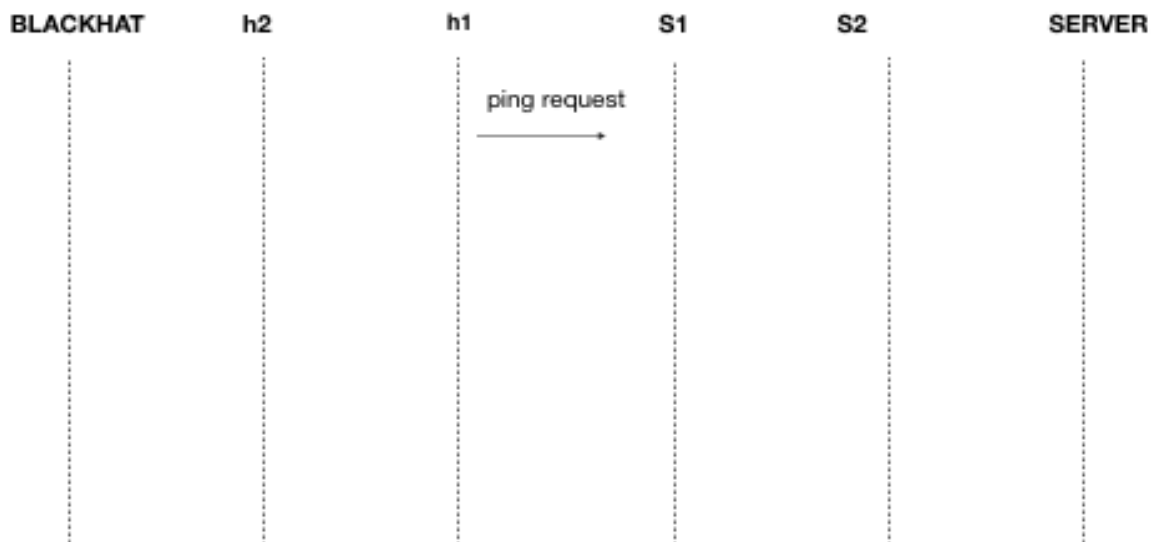 BLACKHAT h2 h1 S1 S2 SERVER
ping request